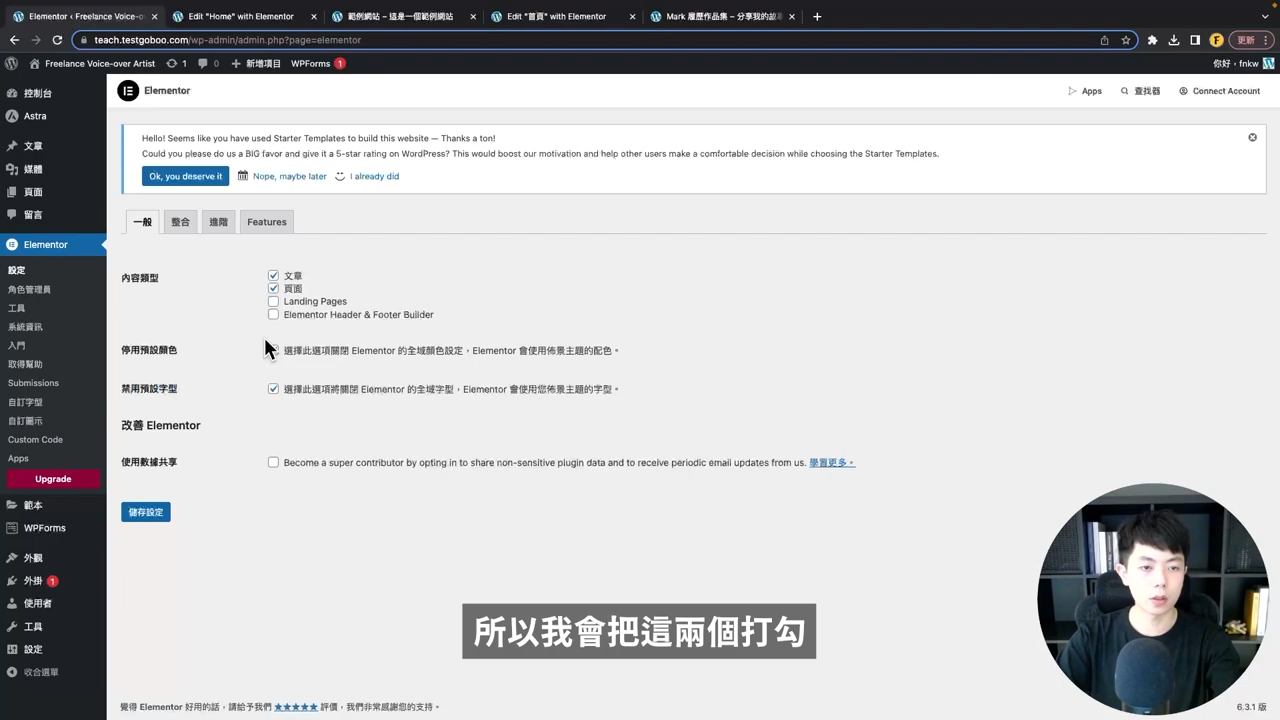 Elementor ‹ Freelance Voice-o
Edit "Home" with Elementor
範例網站 – 這是一個範例網站
Edit "首頁" with Elementor
Mark 履歷作品集 – 分享我的故事
teach.testgoboo.com/wp-admin/admin.php?page=elementor
更新
Freelance Voice-over Artist
1
0
新增項目
WPForms 1
你好，fnkw
控制台
Astra
文章
媒體
頁面
留言
Elementor
設定
角色管理員
工具
系統資訊
入門
取得幫助
Submissions
自訂字型
自訂圖示
Custom Code
Apps
Upgrade
範本
WPForms
外觀
外掛 1
使用者
工具
設定
收合選單
Elementor
Apps
查找器
Connect Account
Hello! Seems like you have used Starter Templates to build this website — Thanks a ton!
Could you please do us a BIG favor and give it a 5-star rating on WordPress? This would boost our motivation and help other users make a comfortable decision while choosing the Starter Templates.
Ok, you deserve it
Nope, maybe later
I already did
一般
整合
進階
Features
內容類型
文章
頁面
Landing Pages
Elementor Header & Footer Builder
停用預設顏色
選擇此選項關閉 Elementor 的全域顏色設定，Elementor 會使用佈景主題的配色。
禁用預設字型
選擇此選項將關閉 Elementor 的全域字型，Elementor 會使用您佈景主題的字型。
改善 Elementor
使用數據共享
Become a super contributor by opting in to share non-sensitive plugin data and to receive periodic email updates from us. 學習更多。
儲存設定
所以我會把這兩個打勾
覺得 Elementor 好用的話，請給予我們 ★★★★★ 評價，我們非常感謝您的支持。
6.3.1 版